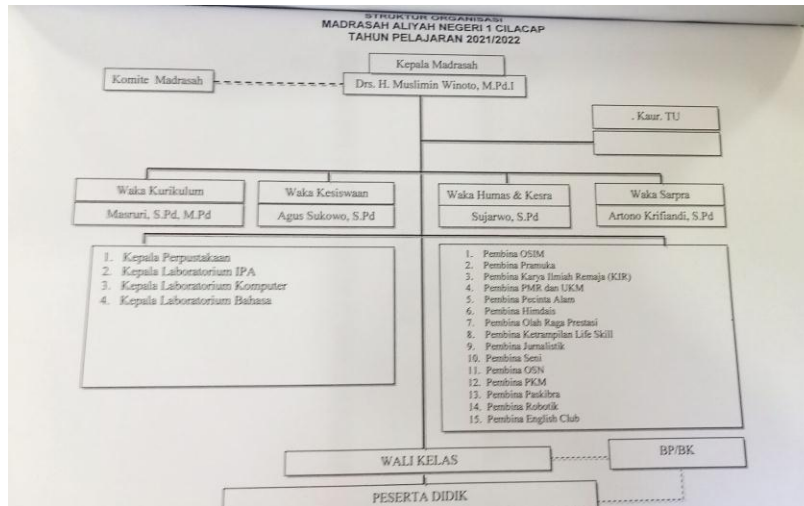 STRUKTUR ORGANISASI
MADRASAH ALIYAH NEGERI 1 CILACAP
TAHUN PELAJARAN 2021/2022
Kepala Madrasah
Drs. H. Muslimin Winoto, M.Pd.I
Komite Madrasah
. Kaur. TU
Waka Kurikulum
Masruri, S.Pd, M.Pd
Waka Kesiswaan
Agus Sukowo, S.Pd
Waka Humas & Kesra
Sujarwo, S.Pd
Waka Sarpra
Artono Krifiandi, S.Pd
1. Kepala Perpustakaan
2. Kepala Laboratorium IPA
3. Kepala Laboratorium Komputer
4. Kepala Laboratorium Bahasa
1. Pembina OSIM
2. Pembina Pramuka
3. Pembina Karya Ilmiah Remaja (KIR)
4. Pembina PMR dan UKM
5. Pembina Pecinta Alam
6. Pembina Himdais
7. Pembina Olah Raga Prestasi
8. Pembina Ketrampilan Life Skill
9. Pembina Jurnalistik
10. Pembina Seni
11. Pembina OSN
12. Pembina PKM
13. Pembina Paskibra
14. Pembina Robotik
15. Pembina English Club
WALI KELAS
BP/BK
PESERTA DIDIK